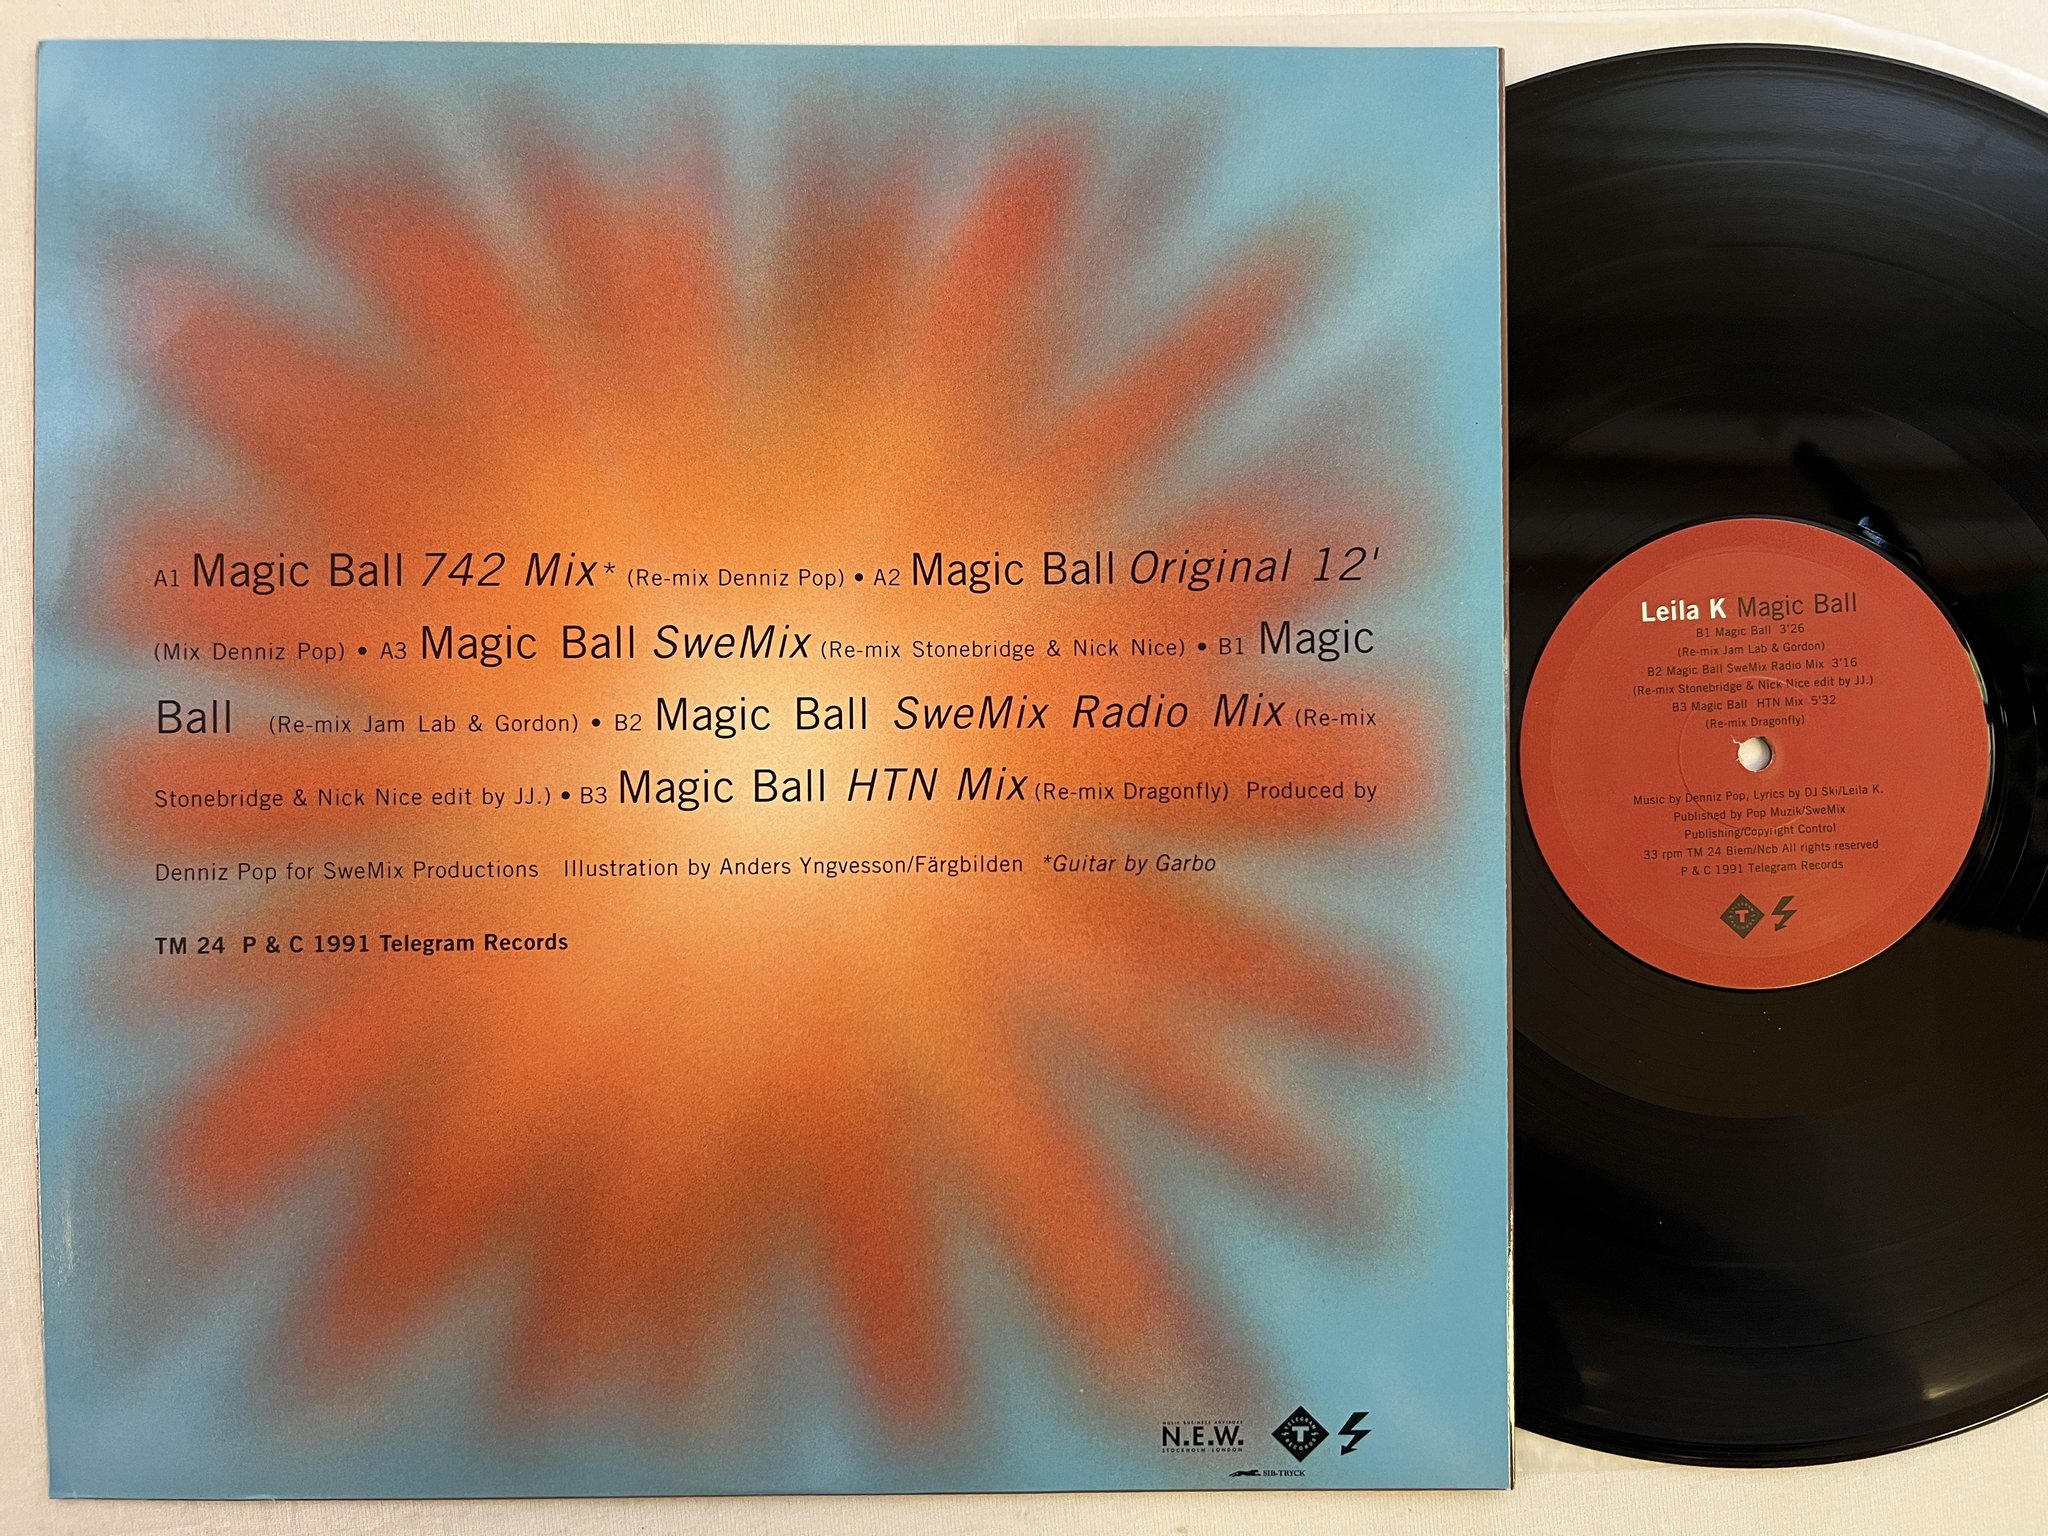 A1 Magic Ball 742 Mix* (Re-mix Denniz Pop) • A2 Magic Ball Original 12'
(Mix Denniz Pop) • A3 Magic Ball SweMix (Re-mix Stonebridge & Nick Nice) • B1 Magic
Ball (Re-mix Jam Lab & Gordon) • B2 Magic Ball SweMix Radio Mix (Re-mix
Stonebridge & Nick Nice edit by JJ.) • B3 Magic Ball HTN Mix (Re-mix Dragonfly) Produced by
Denniz Pop for SweMix Productions Illustration by Anders Yngvesson/Färgbilden *Guitar by Garbo
TM 24 P & C 1991 Telegram Records
MUSIC BUSINESS ADVISORS
N.E.W.
STOCKHOLM LONDON
TELEGRAM
T
RECORDS
SIB-TRYCK
Leila K Magic Ball
B1 Magic Ball 3'26
(Re-mix Jam Lab & Gordon)
B2 Magic Ball SweMix Radio Mix 3'16
(Re-mix Stonebridge & Nick Nice edit by JJ.)
B3 Magic Ball HTN Mix 5'32
(Re-mix Dragonfly)
Music by Denniz Pop, Lyrics by DJ Ski/Leila K.
Published by Pop Muzik/SweMix
Publishing/Copyright Control
33 rpm TM 24 Biem/Ncb All rights reserved
P & C 1991 Telegram Records
TELEGRAM
T
RECORDS